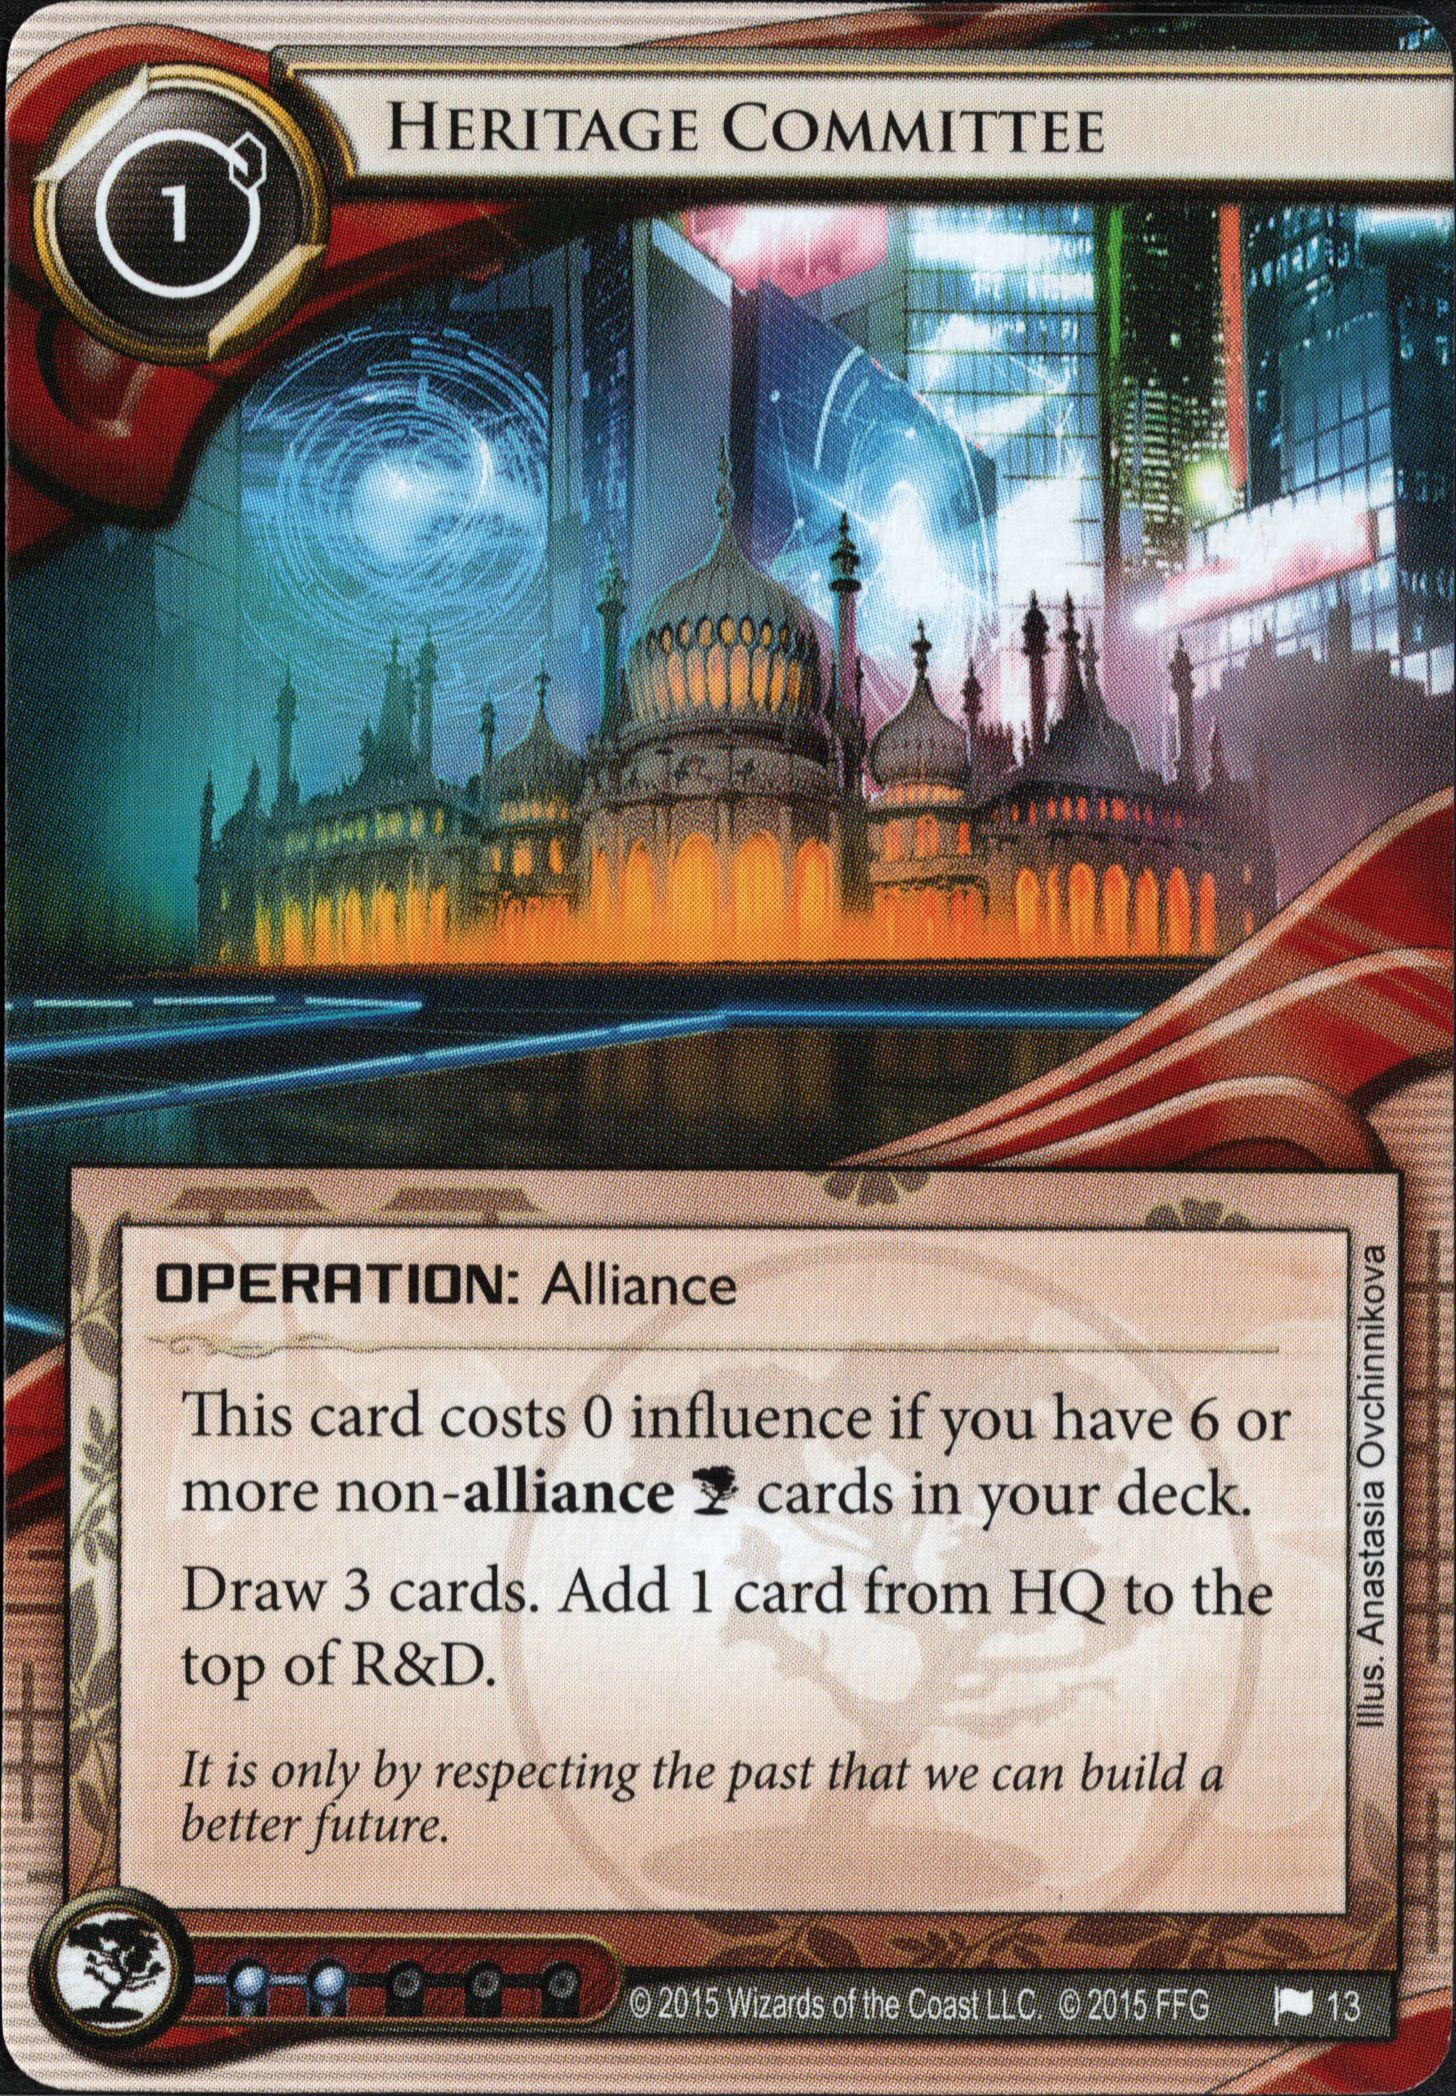 1
HERITAGE COMMITTEE
OPERATION: Alliance
This card costs 0 influence if you have 6 or
more non-alliance cards in your deck.
Draw 3 cards. Add 1 card from HQ to the
top of R&D.
It is only by respecting the past that we can build a
better future.
Illus. Anastasia Ovchinnikova
© 2015 Wizards of the Coast LLC. © 2015 FFG
13